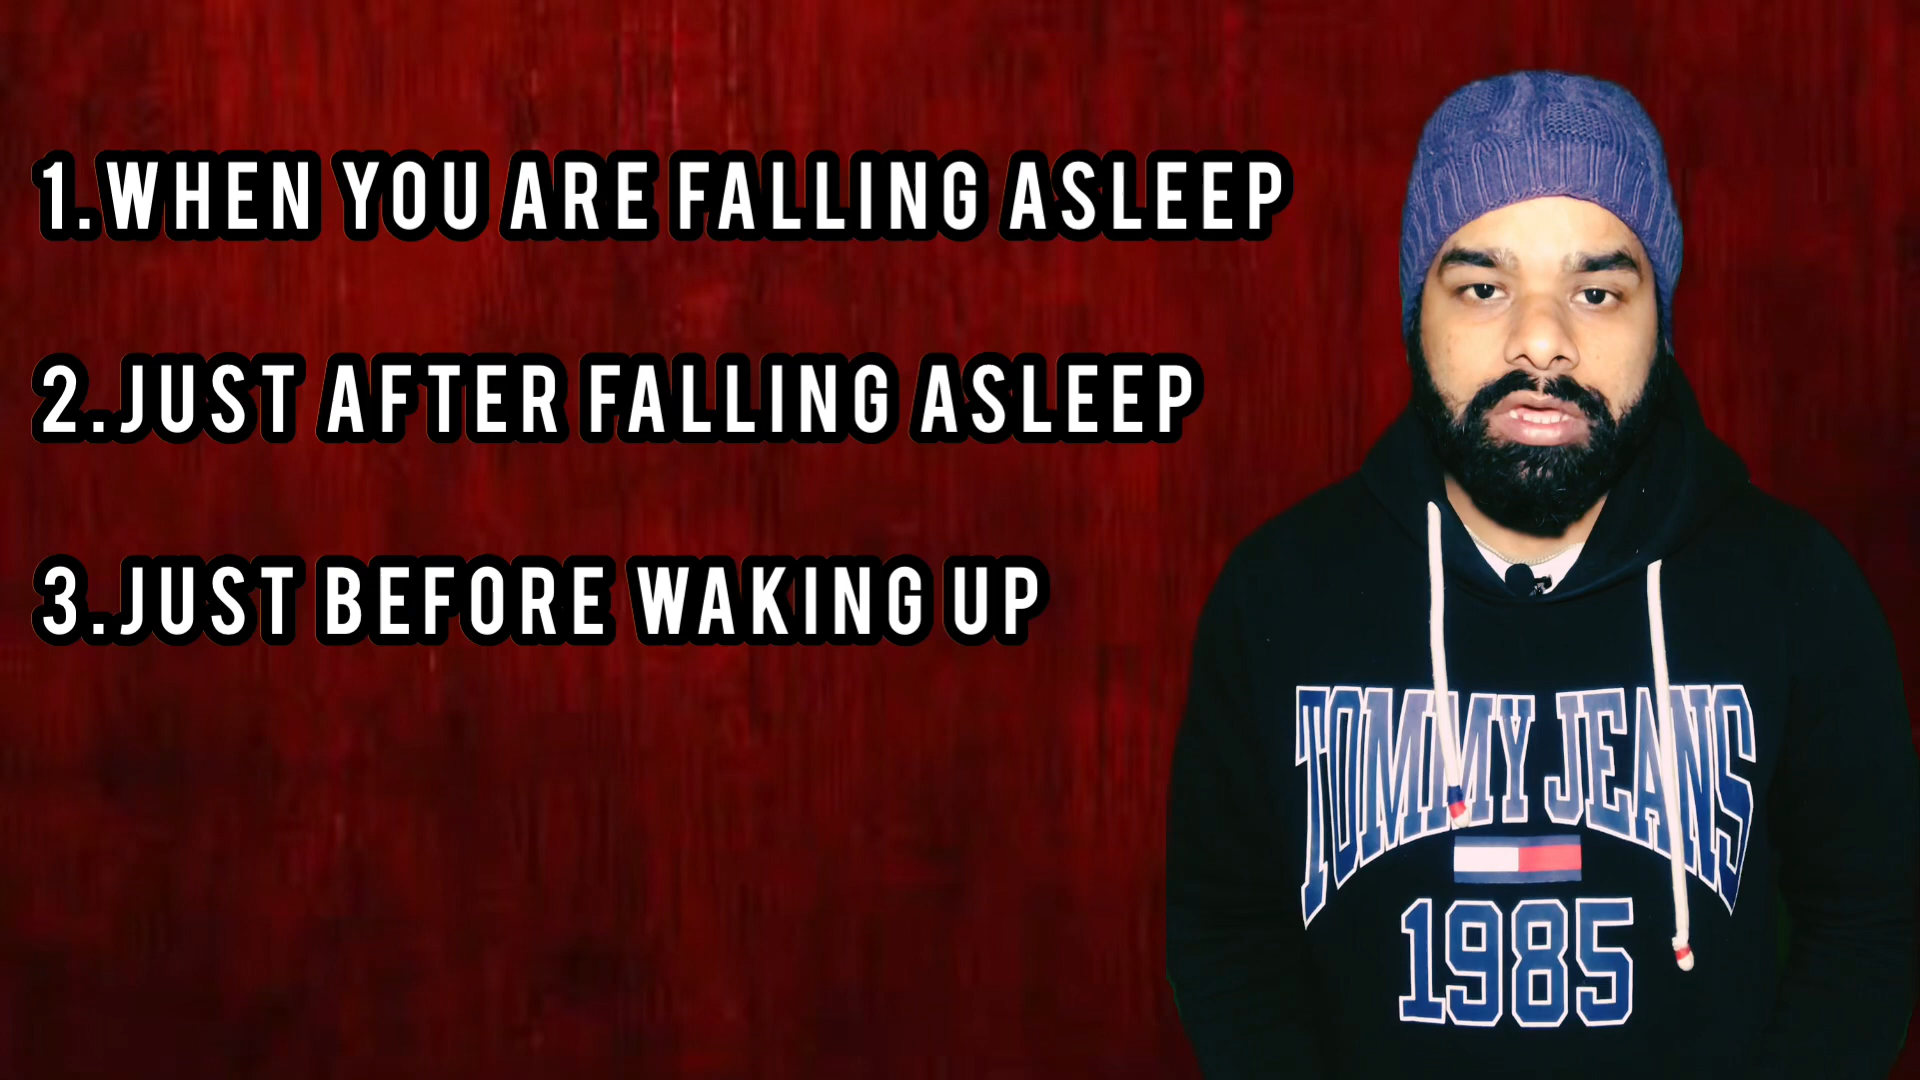 1.WHEN YOU ARE FALLING ASLEEP
2.JUST AFTER FALLING ASLEEP
3.JUST BEFORE WAKING UP
TOMMY JEANS
1985